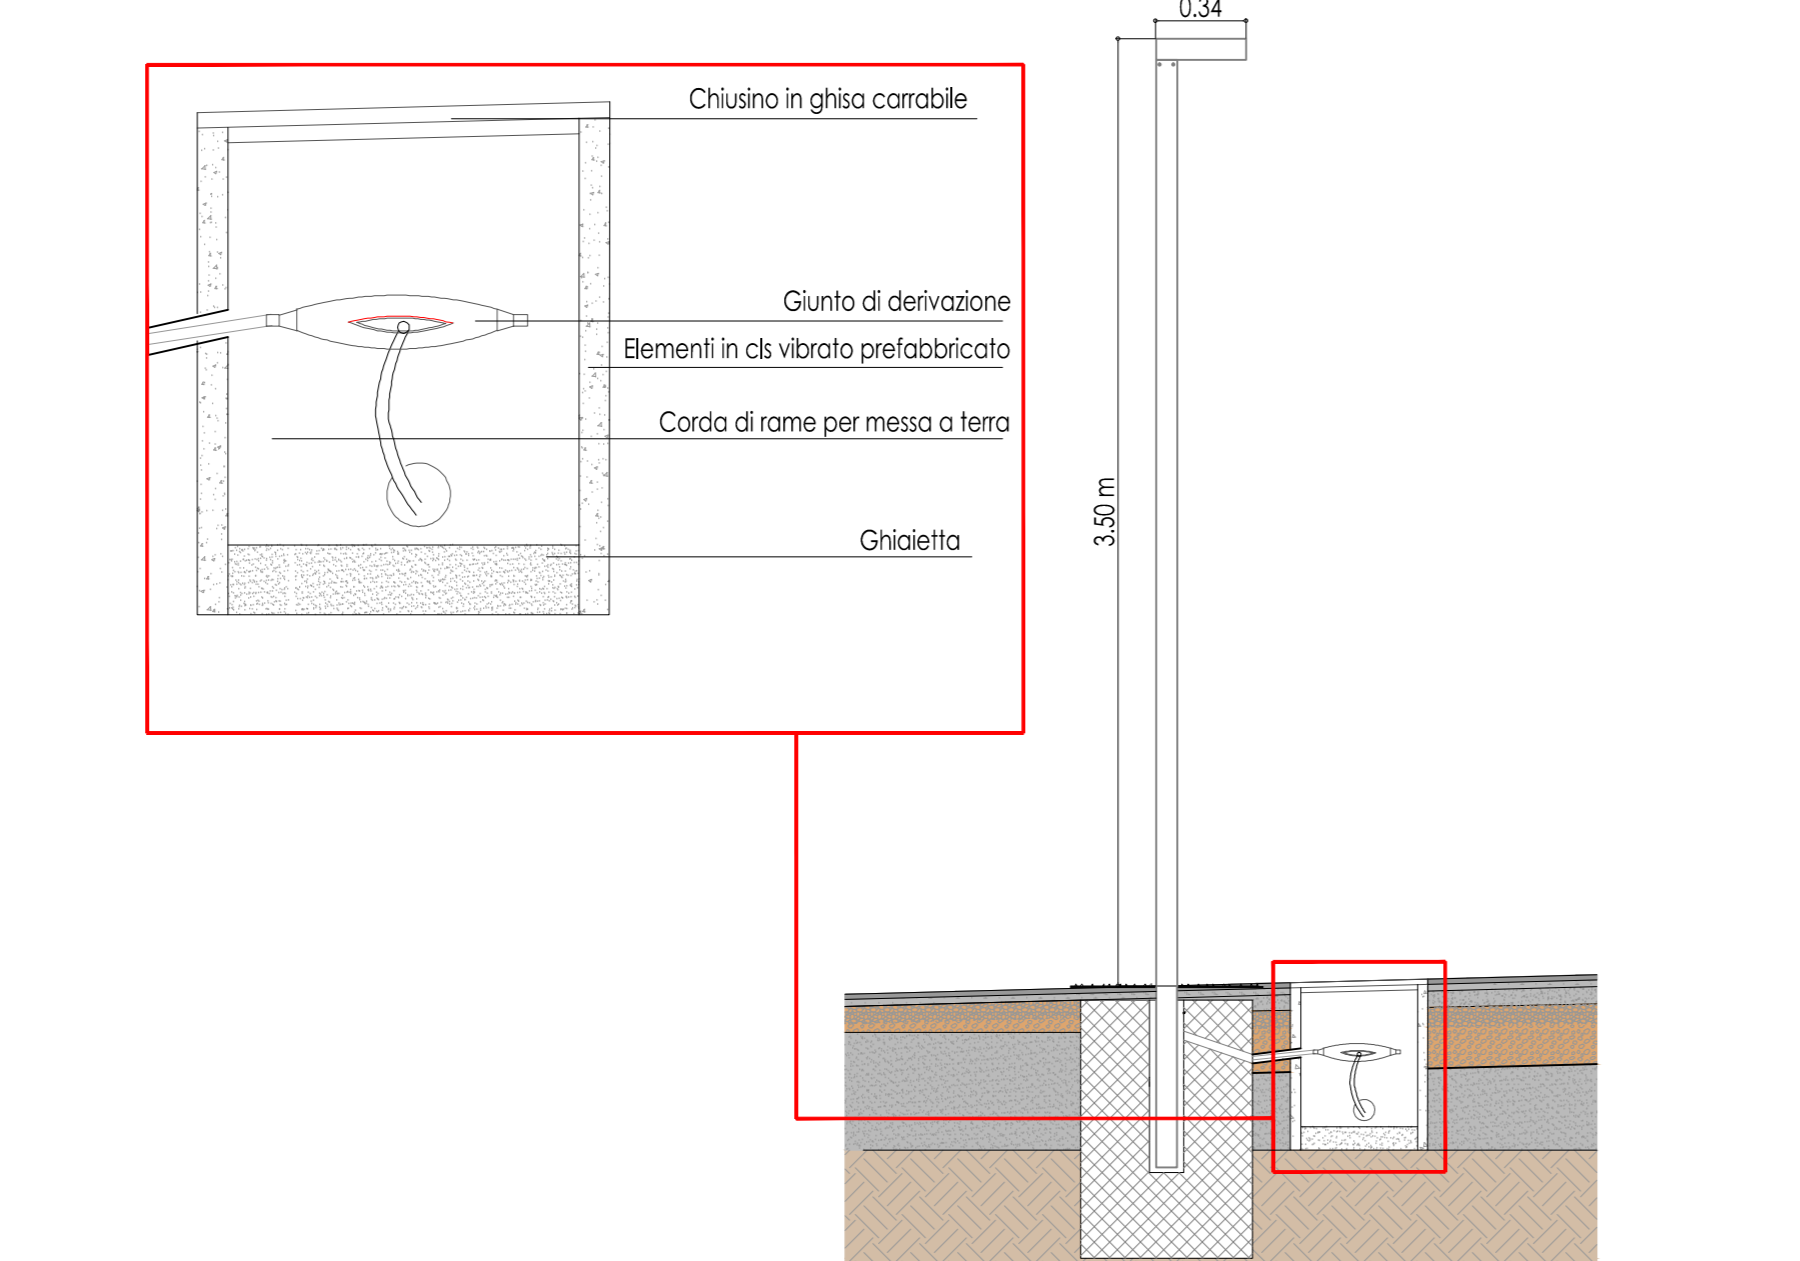 0.34
Chiusino in ghisa carrabile
Giunto di derivazione
Elementi in cls vibrato prefabbricato
Corda di rame per messa a terra
3.50 m
Ghiaietta